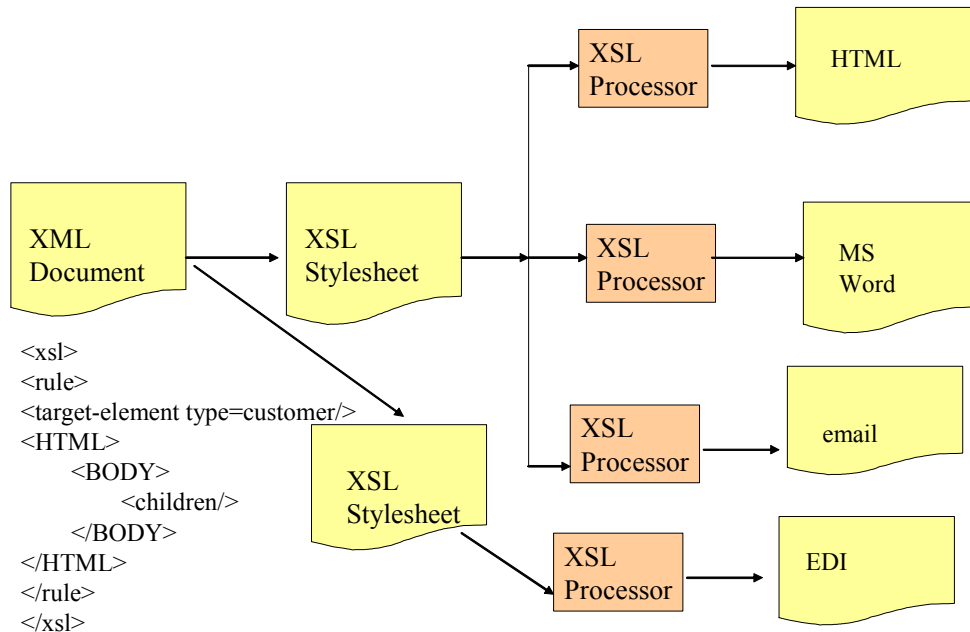 XSL
Processor
HTML
XML
Document
XSL
Stylesheet
XSL
Processor
MS
Word
<xsl>
<rule>
<target-element type=customer/>
<HTML>
<BODY>
<children/>
</BODY>
</HTML>
</rule>
</xsl>
XSL
Stylesheet
XSL
Processor
email
XSL
Processor
EDI